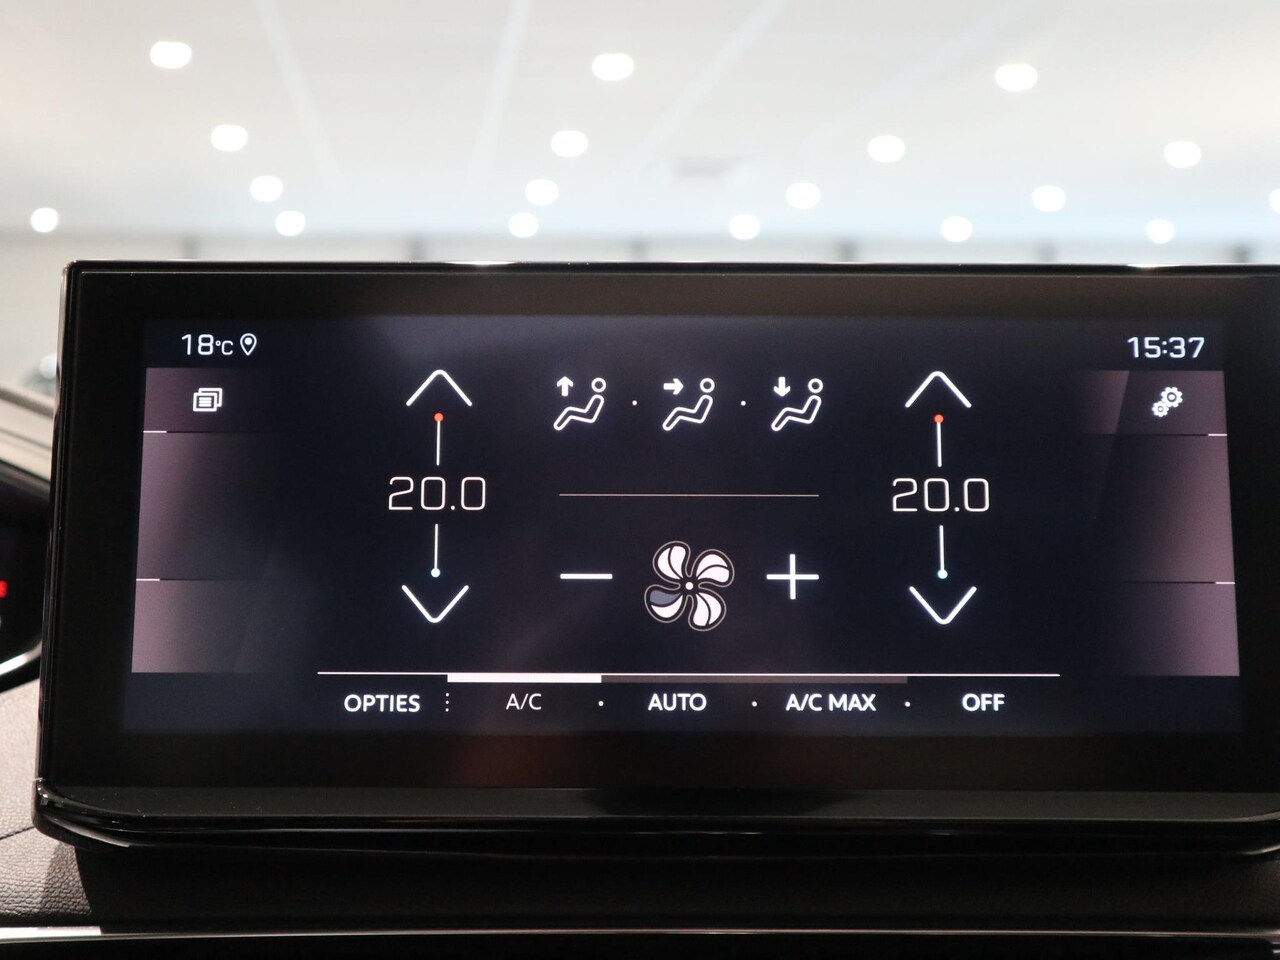 18°C
15:37
20.0
20.0
OPTIES A/C · AUTO · A/C MAX · OFF